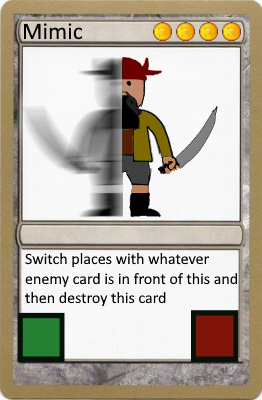 Mimic
Switch places with whatever
enemy card is in front of this and
then destroy this card